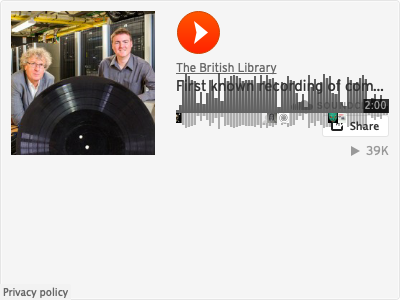 The British Library
First known recording of com...
2:00
Share
39K
Privacy policy